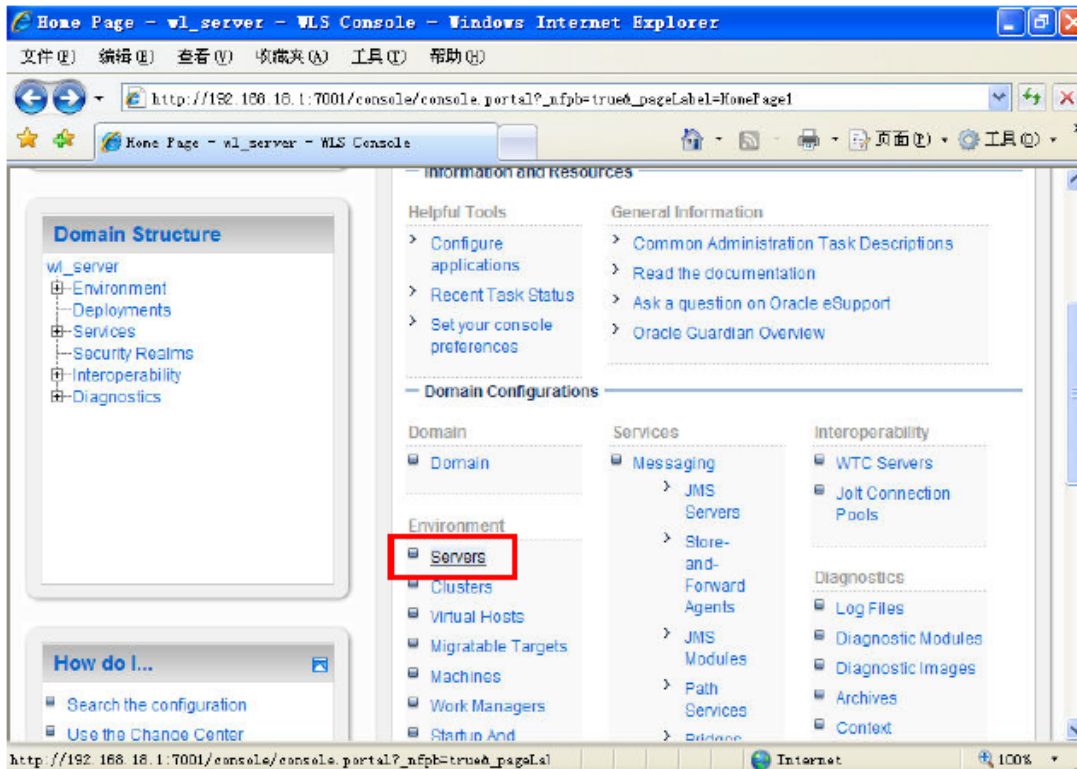 Home Page - wl_server - WLS Console - Windows Internet Explorer
文件(F) 编辑(E) 查看(V) 收藏夹(A) 工具(T) 帮助(H)
http://192.168.18.1:7001/console/console.portal?_nfpb=true&_pageLabel=HomePage1
Home Page - wl_server - WLS Console
页面(P) 工具(O)
Information and Resources
Helpful Tools
Configure applications
Recent Task Status
Set your console preferences
General Information
Common Administration Task Descriptions
Read the documentation
Ask a question on Oracle eSupport
Oracle Guardian Overview
Domain Structure
wl_server
Environment
Deployments
Services
Security Realms
Interoperability
Diagnostics
Domain Configurations
Domain
Domain
Environment
Servers
Clusters
Virtual Hosts
Migratable Targets
Machines
Work Managers
Startup And
Services
Messaging
JMS
Servers
Store-
and-
Forward
Agents
JMS
Modules
Path
Services
Bridges
Interoperability
WTC Servers
Jolt Connection
Pools
Diagnostics
Log Files
Diagnostic Modules
Diagnostic Images
Archives
Context
How do I...
Search the configuration
Use the Change Center
http://192.168.18.1:7001/console/console.portal?_nfpb=true&_pageLal
Internet
100%